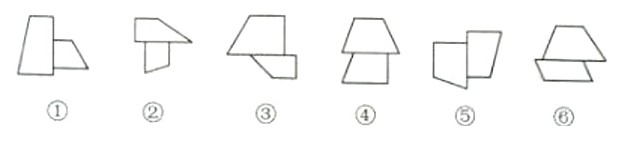 ① ② ③ ④ ⑤ ⑥